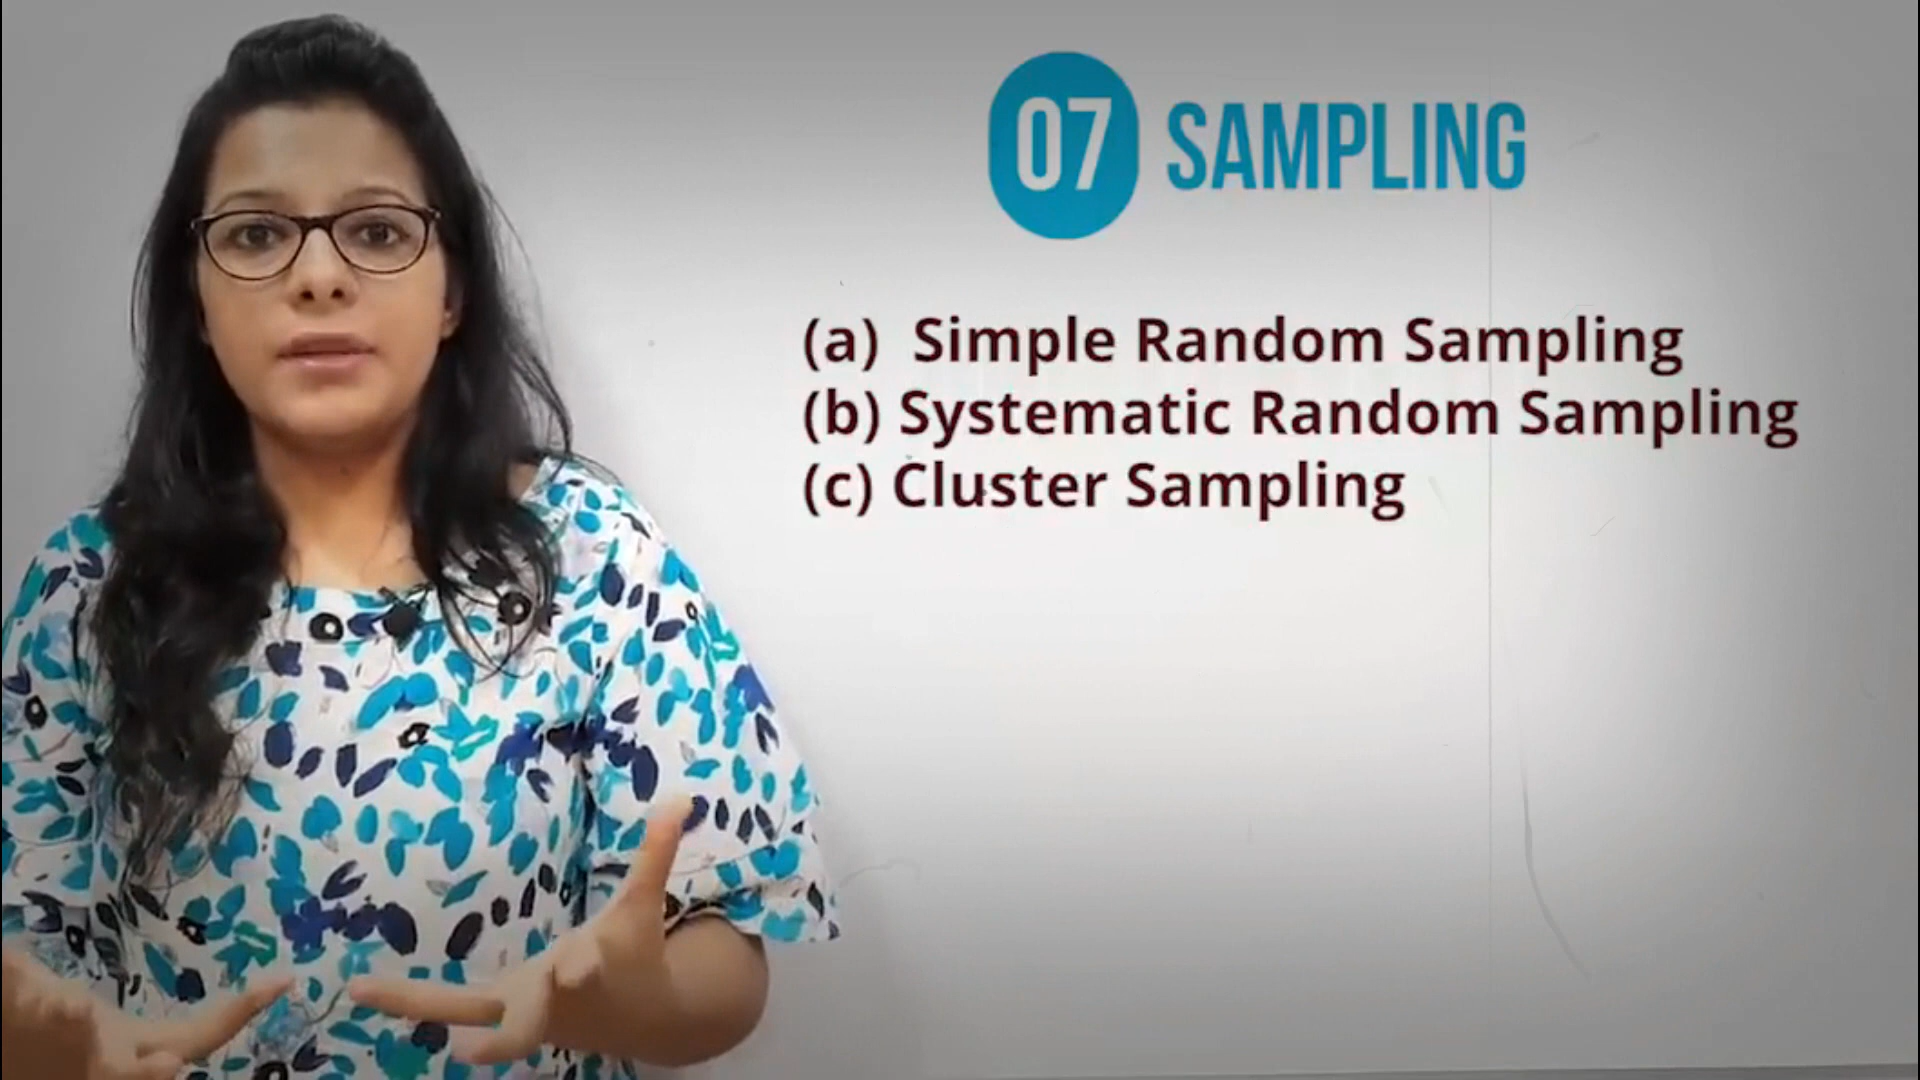 07 SAMPLING
(a) Simple Random Sampling
(b) Systematic Random Sampling
(c) Cluster Sampling